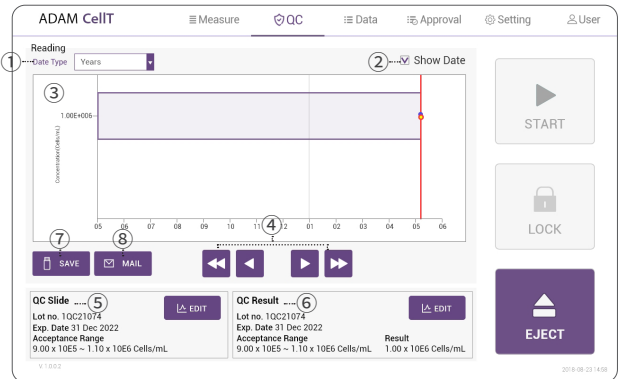 ADAM CellT
Measure
QC
Data
Approval
Setting
User
Reading
① Date Type Years
② Show Date
③
1.00E+006
Concentration(Cells/mL)
05 06 07 08 09 10 11 12 01 02 03 04 05 06
④
⑦ ⑧
SAVE
MAIL
START
LOCK
EJECT
QC Slide ⑤
EDIT
Lot no. 1QC21074
Exp. Date 31 Dec 2022
Acceptance Range
9.00 x 10E5 ~ 1.10 x 10E6 Cells/mL
QC Result ⑥
EDIT
Lot no. 1QC21074
Exp. Date 31 Dec 2022
Acceptance Range Result
9.00 x 10E5 ~ 1.10 x 10E6 Cells/mL 1.00 x 10E6 Cells/mL
V. 1.0.0.2
2018-08-23 14:58